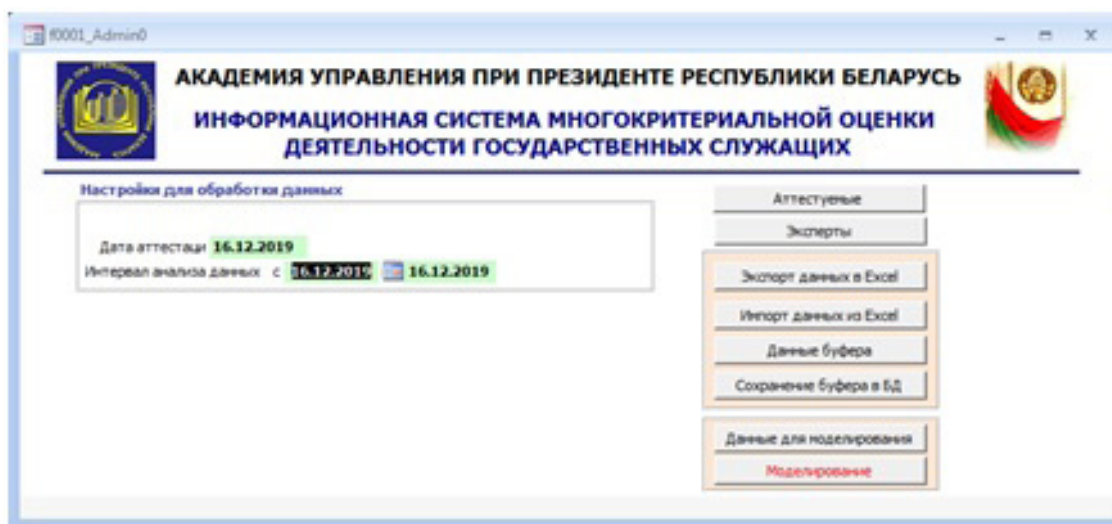 f0001_Admin0
АКАДЕМИЯ УПРАВЛЕНИЯ ПРИ ПРЕЗИДЕНТЕ РЕСПУБЛИКИ БЕЛАРУСЬ
ИНФОРМАЦИОННАЯ СИСТЕМА МНОГОКРИТЕРИАЛЬНОЙ ОЦЕНКИ
ДЕЯТЕЛЬНОСТИ ГОСУДАРСТВЕННЫХ СЛУЖАЩИХ
Настройки для обработки данных
Дата аттестаци 16.12.2019
Интервал анализа данных с 16.12.2019 16.12.2019
Аттестуемые
Эксперты
Экспорт данных в Excel
Импорт данных из Excel
Данные буфера
Сохранение буфера в БД
Данные для моделирования
Моделирование